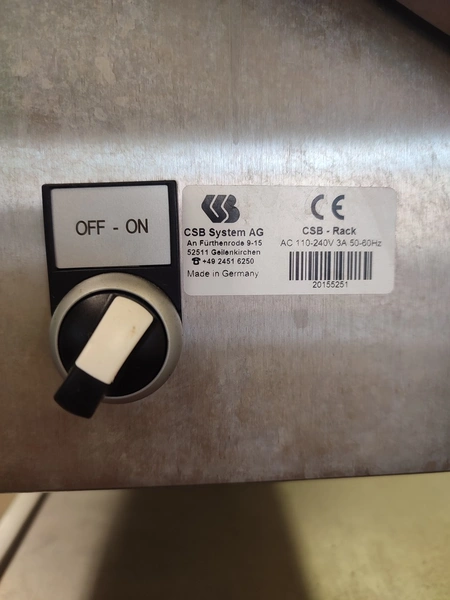 OFF - ON
CSB
CSB System AG
An Fürthenrode 9-15
52511 Geilenkirchen
☎ +49 2451 6250
Made in Germany
CE
CSB - Rack
AC 110-240V 3A 50-60Hz
20155251